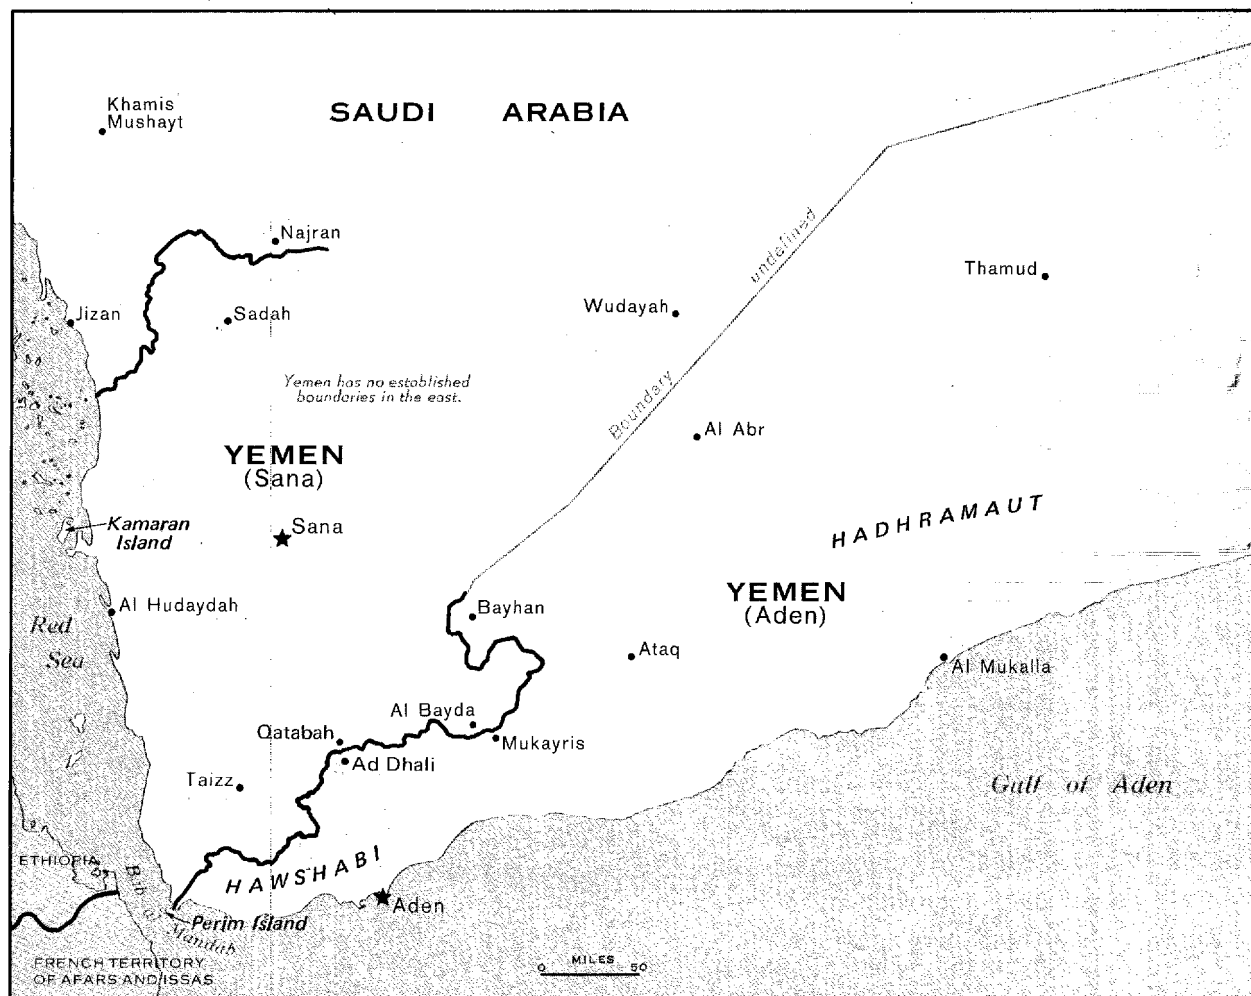 Khamis
Mushayt
SAUDI ARABIA
Najran
undefined
Thamud
Jizan
Sadah
Wudayah
Yemen has no established
boundaries in the east.
Boundary
Al Abr
YEMEN
(Sana)
HADHRAMAUT
Kamaran
Island
Sana
YEMEN
(Aden)
Al Hudaydah
Bayhan
Red
Sea
Ataq
Al Mukalla
Al Bayda
Qatabah
Mukayris
Ad Dhali
Taizz
Gulf of Aden
ETHIOPIA
HAWSHABI
Aden
Perim Island
Mandab
FRENCH TERRITORY
OF AFARS AND ISSAS
MILES
0 50